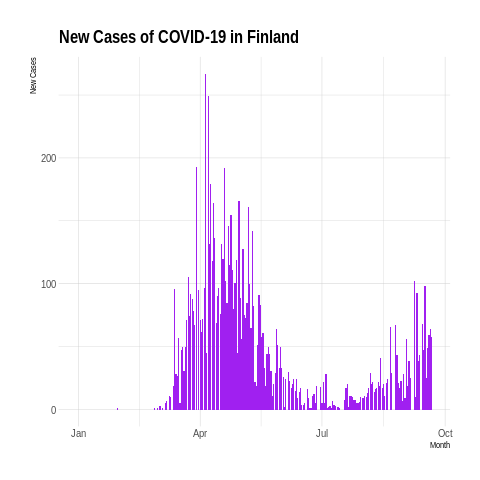 New Cases of COVID-19 in Finland
New Cases
200
100
0
Jan Apr Jul Oct
Month